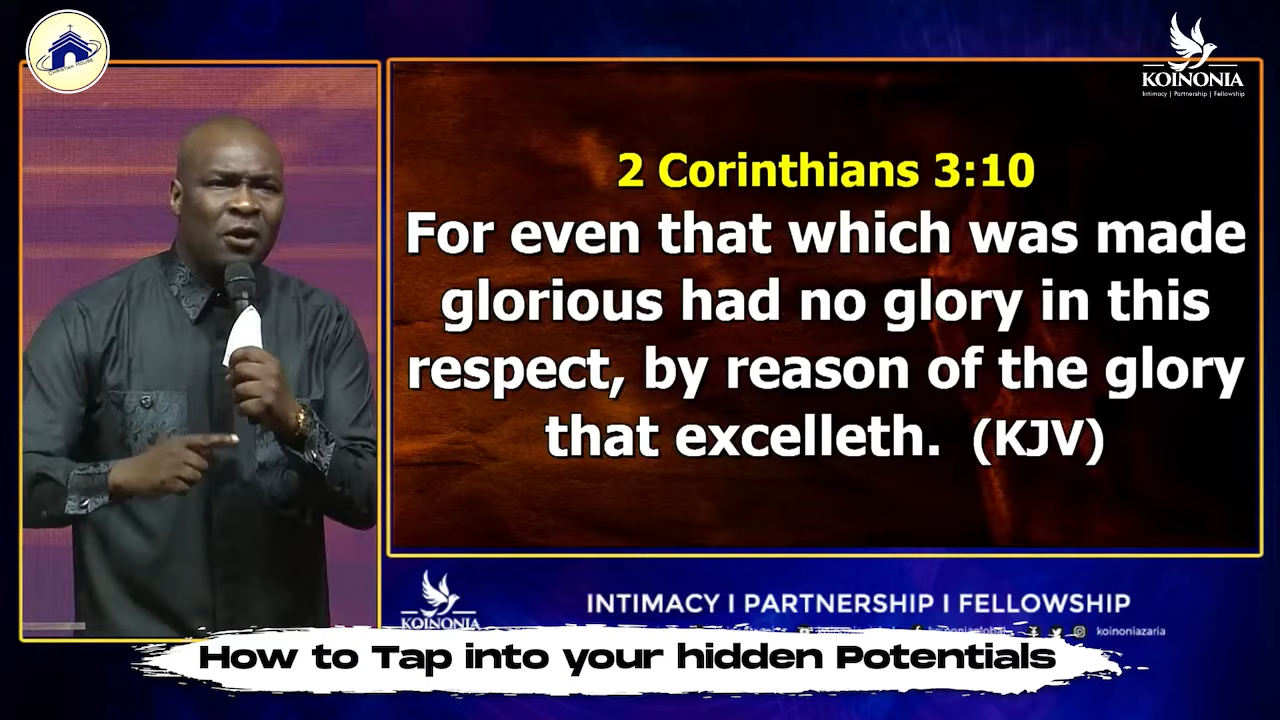 CHRISTIAN HOUSE
KOINONIA
Intimacy | Partnership | Fellowship
2 Corinthians 3:10
For even that which was made
glorious had no glory in this
respect, by reason of the glory
that excelleth. (KJV)
KOINONIA
INTIMACY I PARTNERSHIP I FELLOWSHIP
koinoniazaria
How to Tap into your hidden Potentials